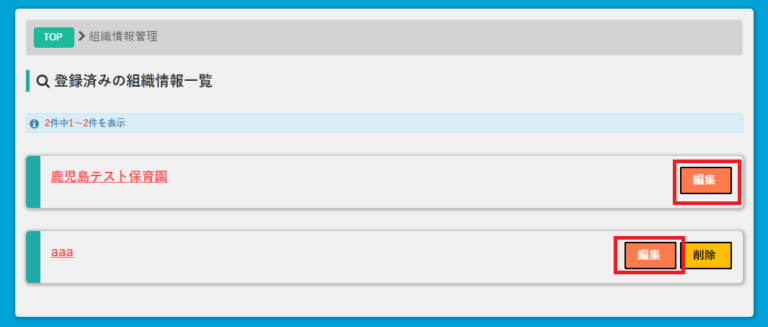 TOP 組織情報管理
登録済みの組織情報一覧
2件中1～2件を表示
鹿児島テスト保育園 編集
aaa 編集 削除